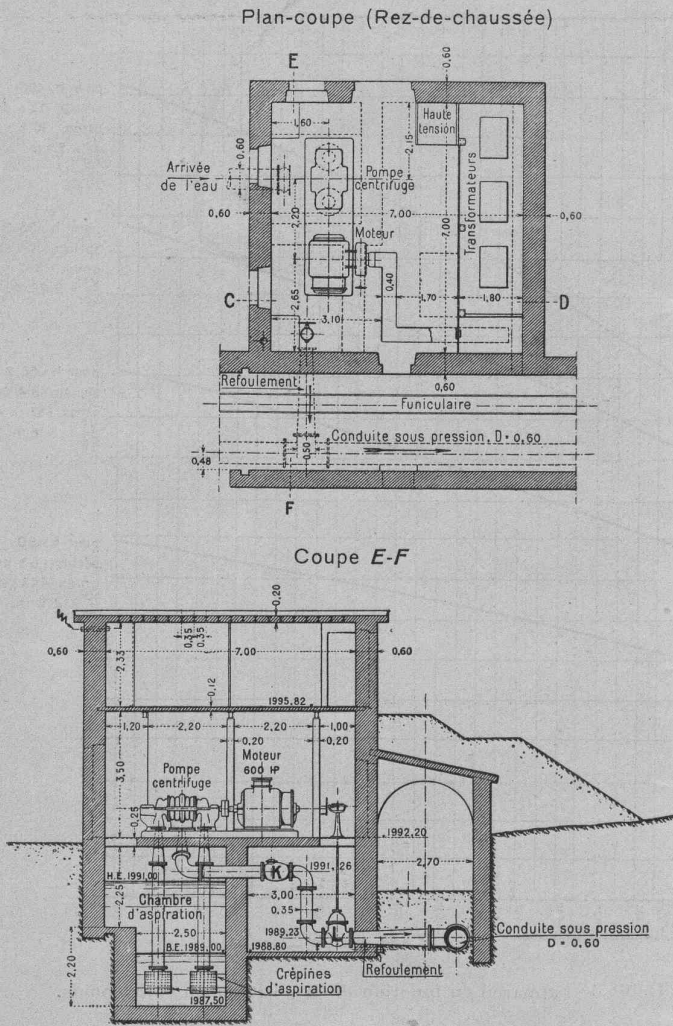 Plan-coupe (Rez-de-chaussée)
E
0,60
1,60
Haute
tension
2,15
Arrivée
de l'eau
0,60
Pompe
centrifuge
Transformateurs
0,60
7,00
0,60
2,20
Moteur
7,00
C
2,65
0,40
1,70
1,80
D
3,10
0,60
Refoulement
Funiculaire
Conduite sous pression. D = 0,60
0,50
0,48
F
Coupe E-F
0,20
0,35
0,35
0,60
7,00
0,60
2,33
0,12
1995,82
1,20
2,20
2,20
1,00
0,20
0,20
3,50
Pompe
centrifuge
Moteur
600 HP
0,25
1992,20
2,70
H.E. 1991,00
K
1991,26
2,25
Chambre
d'aspiration
3,00
0,35
2,50
1989,23
L
Conduite sous pression
D = 0,60
B.E. 1989,00
1988,80
Refoulement
2,20
Crépines
d'aspiration
1987,50